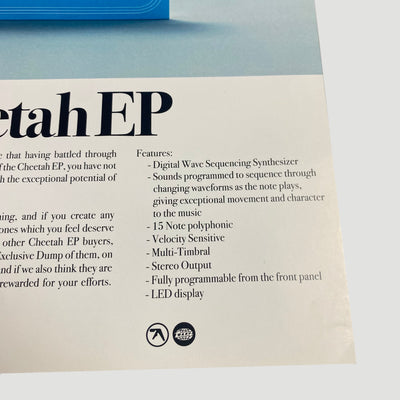 etah EP
e that having battled through
f the Cheetah EP, you have not
h the exceptional potential of
ning, and if you create any
ones which you feel deserve
other Cheetah EP buyers,
Exclusive Dump of them, on
nd if we also think they are
rewarded for your efforts.
Features:
- Digital Wave Sequencing Synthesizer
- Sounds programmed to sequence through
changing waveforms as the note plays,
giving exceptional movement and character
to the music
- 15 Note polyphonic
- Velocity Sensitive
- Multi-Timbral
- Stereo Output
- Fully programmable from the front panel
- LED display